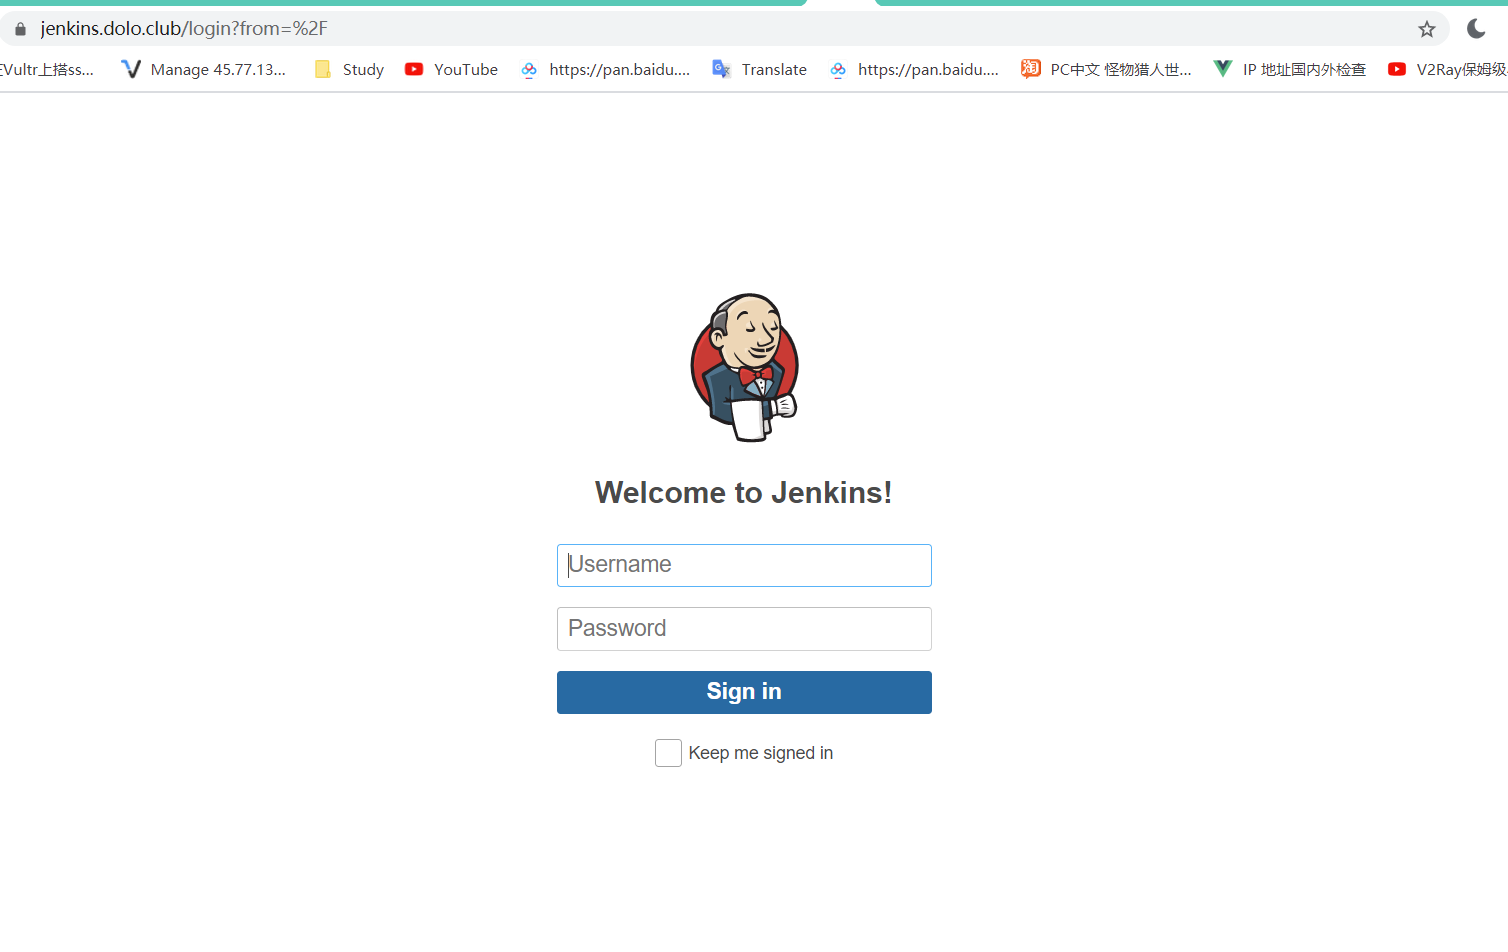 jenkins.dolo.club/login?from=%2F
Vultr上搭ss... Manage 45.77.13... Study YouTube https://pan.baidu.... Translate https://pan.baidu.... 淘 PC中文 怪物猎人世... IP 地址国内外检查 V2Ray保姆级
Welcome to Jenkins!
Username
Password
Sign in
Keep me signed in